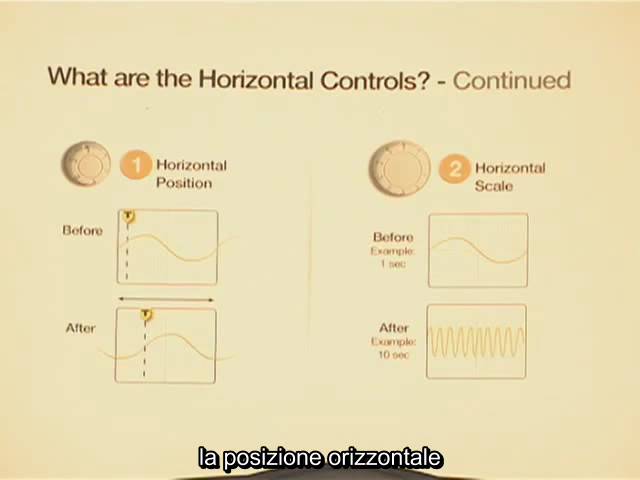 What are the Horizontal Controls? - Continued
1
Horizontal
Position
2
Horizontal
Scale
Before
T
Before
Example:
1 sec
After
T
After
Example:
10 sec
la posizione orizzontale